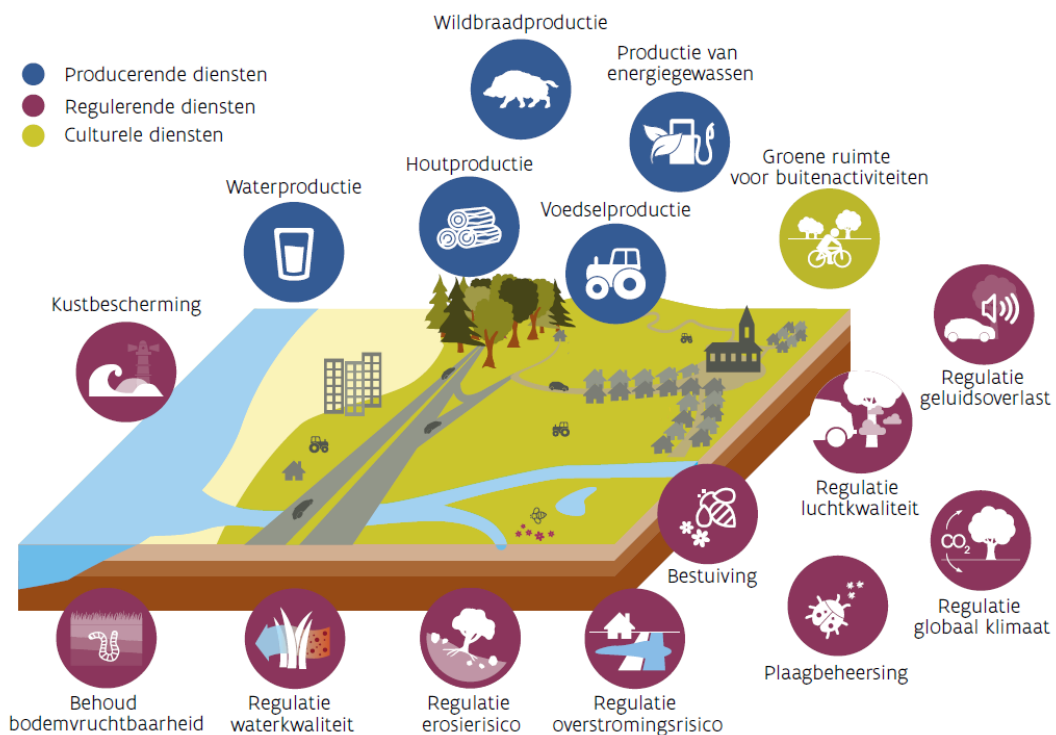 Wildbraadproductie
Producerende diensten
Regulerende diensten
Culturele diensten
Productie van
energiegewassen
Houtproductie
Groene ruimte
voor buitenactiviteiten
Waterproductie
Voedselproductie
Kustbescherming
Regulatie
geluidsoverlast
Regulatie
luchtkwaliteit
CO2
Bestuiving
Regulatie
globaal klimaat
Plaagbeheersing
Behoud
bodemvruchtbaarheid
Regulatie
waterkwaliteit
Regulatie
erosierisico
Regulatie
overstromingsrisico